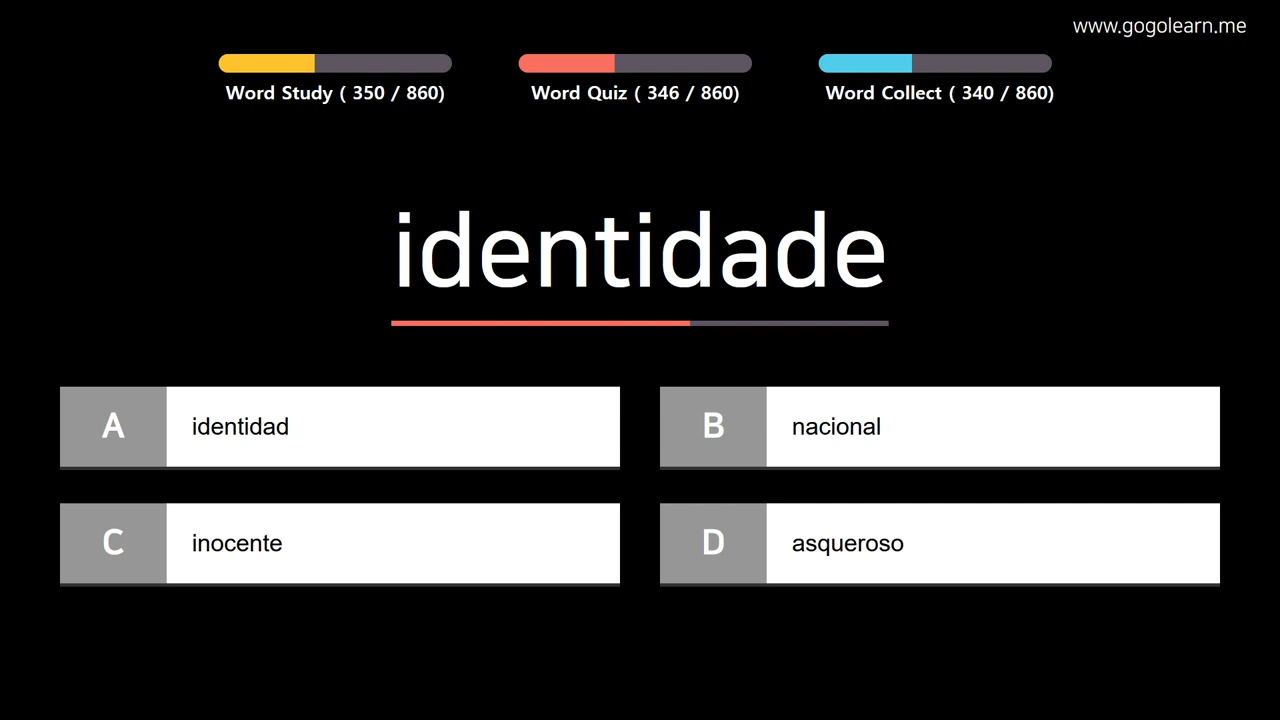 www.gogolearn.me
Word Study ( 350 / 860)
Word Quiz ( 346 / 860)
Word Collect ( 340 / 860)
identidade
A identidad
B nacional
C inocente
D asqueroso